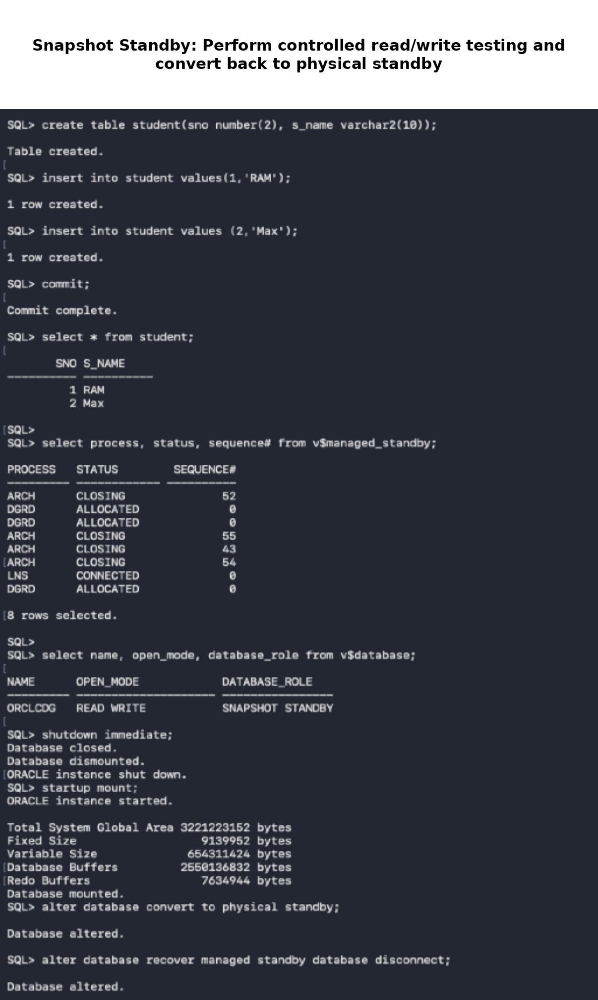 Snapshot Standby: Perform controlled read/write testing and
convert back to physical standby
SQL> create table student(sno number(2), s_name varchar2(10));
Table created.
[
SQL> insert into student values(1,'RAM');
1 row created.
SQL> insert into student values (2,'Max');
[
1 row created.
SQL> commit;
[
Commit complete.
SQL> select * from student;
[
SNO S_NAME
---------- ----------
1 RAM
2 Max
[SQL>
SQL> select process, status, sequence# from v$managed_standby;
PROCESS STATUS SEQUENCE#
--------- ------------ ----------
ARCH CLOSING 52
DGRD ALLOCATED 0
DGRD ALLOCATED 0
ARCH CLOSING 55
ARCH CLOSING 43
[ARCH CLOSING 54
LNS CONNECTED 0
DGRD ALLOCATED 0
[8 rows selected.
SQL>
SQL> select name, open_mode, database_role from v$database;
[
NAME OPEN_MODE DATABASE_ROLE
--------- -------------------- ----------------
ORCLCDG READ WRITE SNAPSHOT STANDBY
[
SQL> shutdown immediate;
Database closed.
Database dismounted.
[ORACLE instance shut down.
SQL> startup mount;
ORACLE instance started.
Total System Global Area 3221223152 bytes
Fixed Size 9139952 bytes
Variable Size 654311424 bytes
[Database Buffers 2550136832 bytes
[Redo Buffers 7634944 bytes
Database mounted.
SQL> alter database convert to physical standby;
Database altered.
SQL> alter database recover managed standby database disconnect;
Database altered.